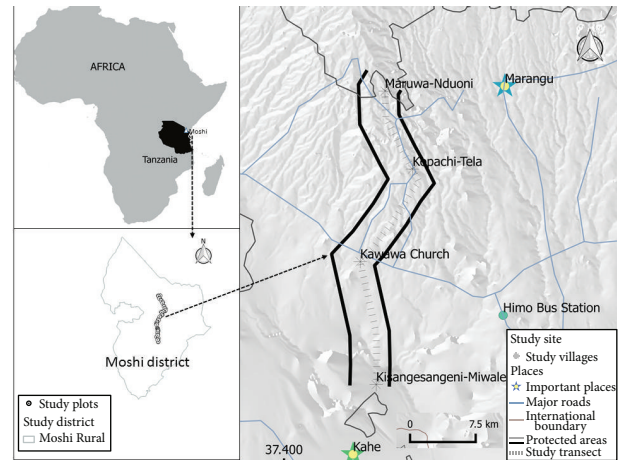 AFRICA
Moshi
Tanzania
N
Moshi district
Study plots
Study district
Moshi Rural
Maruwa-Nduoni
Marangu
Kopachi-Tela
Kawawa Church
Himo Bus Station
Kisangesangeni-Miwale
0 7.5 km
37.400
Kahe
Study site
Study villages
Places
Important places
Major roads
International
boundary
Protected areas
Study transect